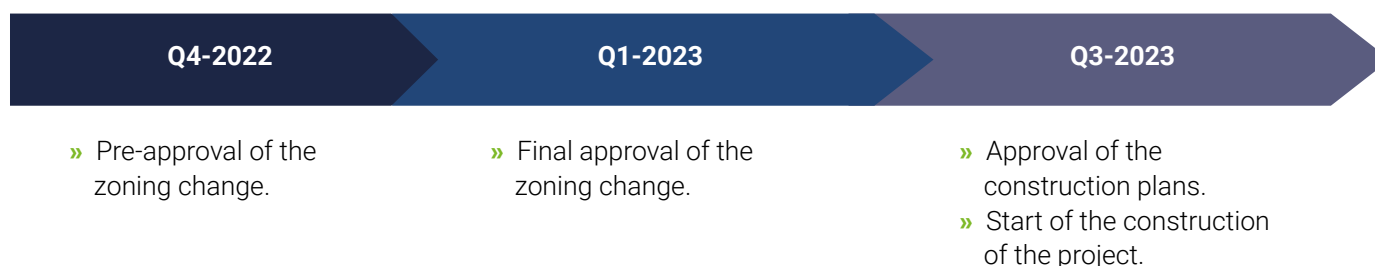 Q4-2022
Q1-2023
Q3-2023
» Pre-approval of the
zoning change.
» Final approval of the
zoning change.
» Approval of the
construction plans.
» Start of the construction
of the project.